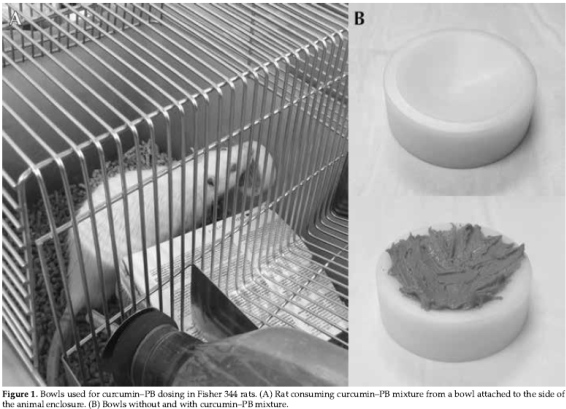 A
B
Figure 1. Bowls used for curcumin–PB dosing in Fisher 344 rats. (A) Rat consuming curcumin–PB mixture from a bowl attached to the side of
the animal enclosure. (B) Bowls without and with curcumin–PB mixture.